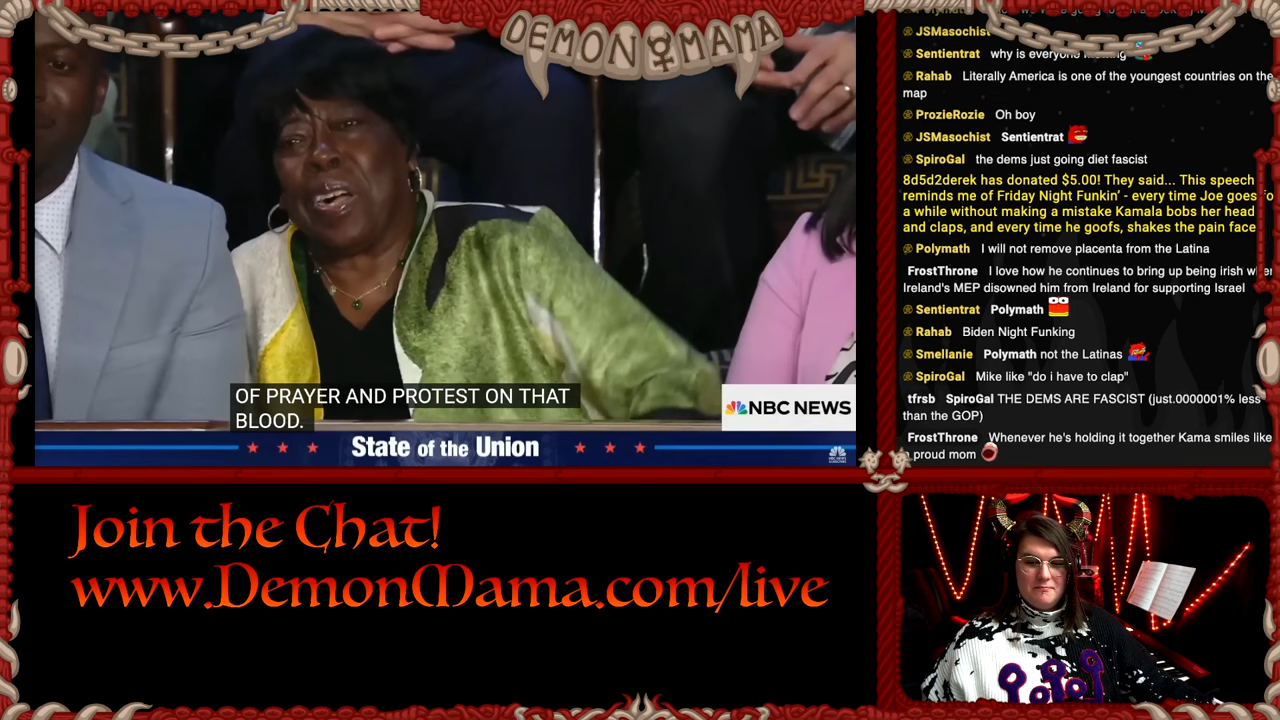 DEMON MAMA
OF PRAYER AND PROTEST ON THAT
BLOOD.
NBC NEWS
State of the Union
JSMasochist
Sentientrat why is everyone
Rahab Literally America is one of the youngest countries on the
map
ProzieRozie Oh boy
JSMasochist Sentientrat
SpiroGal the dems just going diet fascist
8d5d2derek has donated $5.00! They said... This speech
reminds me of Friday Night Funkin' - every time Joe goes fo
a while without making a mistake Kamala bobs her head
and claps, and every time he goofs, shakes the pain face
Polymath I will not remove placenta from the Latina
FrostThrone I love how he continues to bring up being irish when
Ireland's MEP disowned him from Ireland for supporting Israel
Sentientrat Polymath
Rahab Biden Night Funking
Smellanie Polymath not the Latinas
SpiroGal Mike like "do i have to clap"
tfrsb SpiroGal THE DEMS ARE FASCIST (just.0000001% less
than the GOP)
FrostThrone Whenever he's holding it together Kama smiles like
proud mom
Join the Chat!
www.DemonMama.com/live